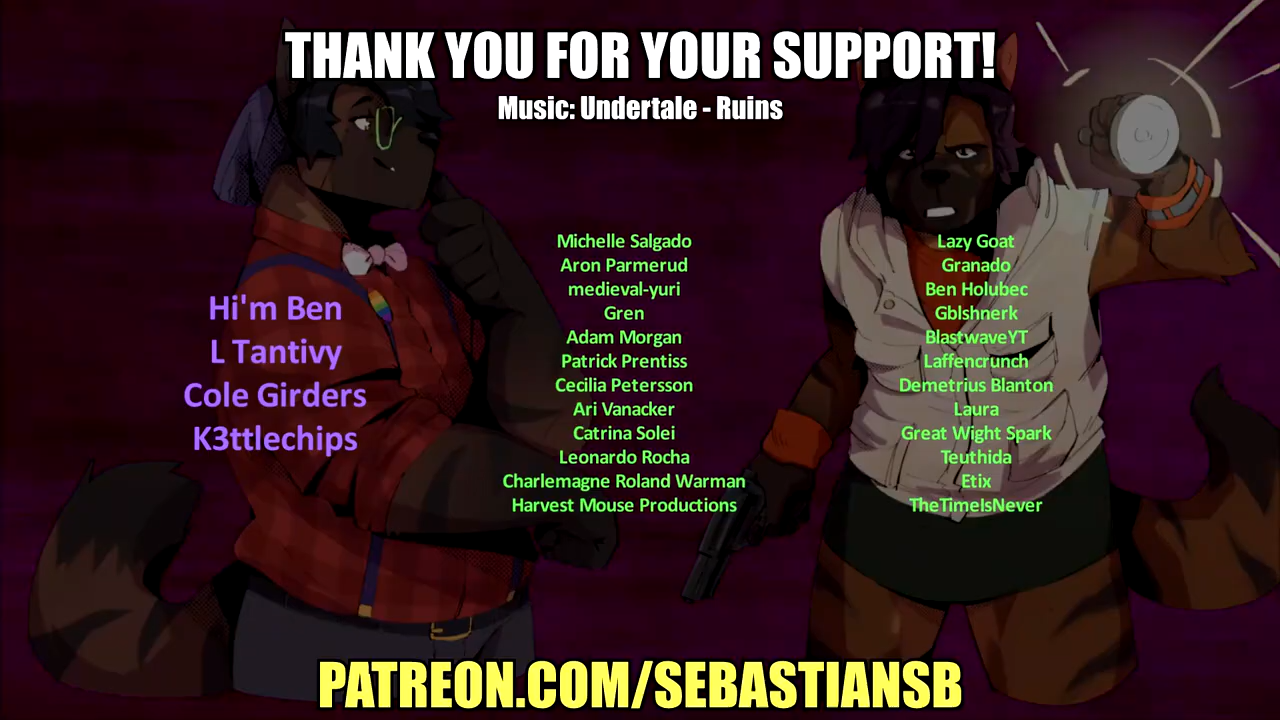 THANK YOU FOR YOUR SUPPORT!
Music: Undertale - Ruins
Hi'm Ben
L Tantivy
Cole Girders
K3ttlechips
Michelle Salgado
Aron Parmerud
medieval-yuri
Gren
Adam Morgan
Patrick Prentiss
Cecilia Petersson
Ari Vanacker
Catrina Solei
Leonardo Rocha
Charlemagne Roland Warman
Harvest Mouse Productions
Lazy Goat
Granado
Ben Holubec
Gblshnerk
BlastwaveYT
Laffencrunch
Demetrius Blanton
Laura
Great Wight Spark
Teuthida
Etix
TheTimeIsNever
PATREON.COM/SEBASTIANSB